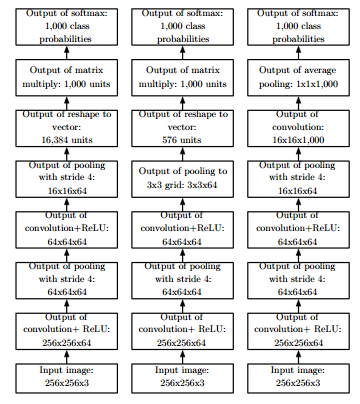 Output of softmax:
1,000 class
probabilities
Output of matrix
multiply: 1,000 units
Output of reshape to
vector:
16,384 units
Output of pooling
with stride 4:
16x16x64
Output of
convolution+ReLU:
64x64x64
Output of pooling
with stride 4:
64x64x64
Output of
convolution+ ReLU:
256x256x64
Input image:
256x256x3
Output of softmax:
1,000 class
probabilities
Output of matrix
multiply: 1,000 units
Output of reshape to
vector:
576 units
Output of pooling to
3x3 grid: 3x3x64
Output of
convolution+ReLU:
64x64x64
Output of pooling
with stride 4:
64x64x64
Output of
convolution+ ReLU:
256x256x64
Input image:
256x256x3
Output of softmax:
1,000 class
probabilities
Output of average
pooling: 1x1x1,000
Output of
convolution:
16x16x1,000
Output of pooling
with stride 4:
16x16x64
Output of
convolution+ReLU:
64x64x64
Output of pooling
with stride 4:
64x64x64
Output of
convolution+ ReLU:
256x256x64
Input image:
256x256x3